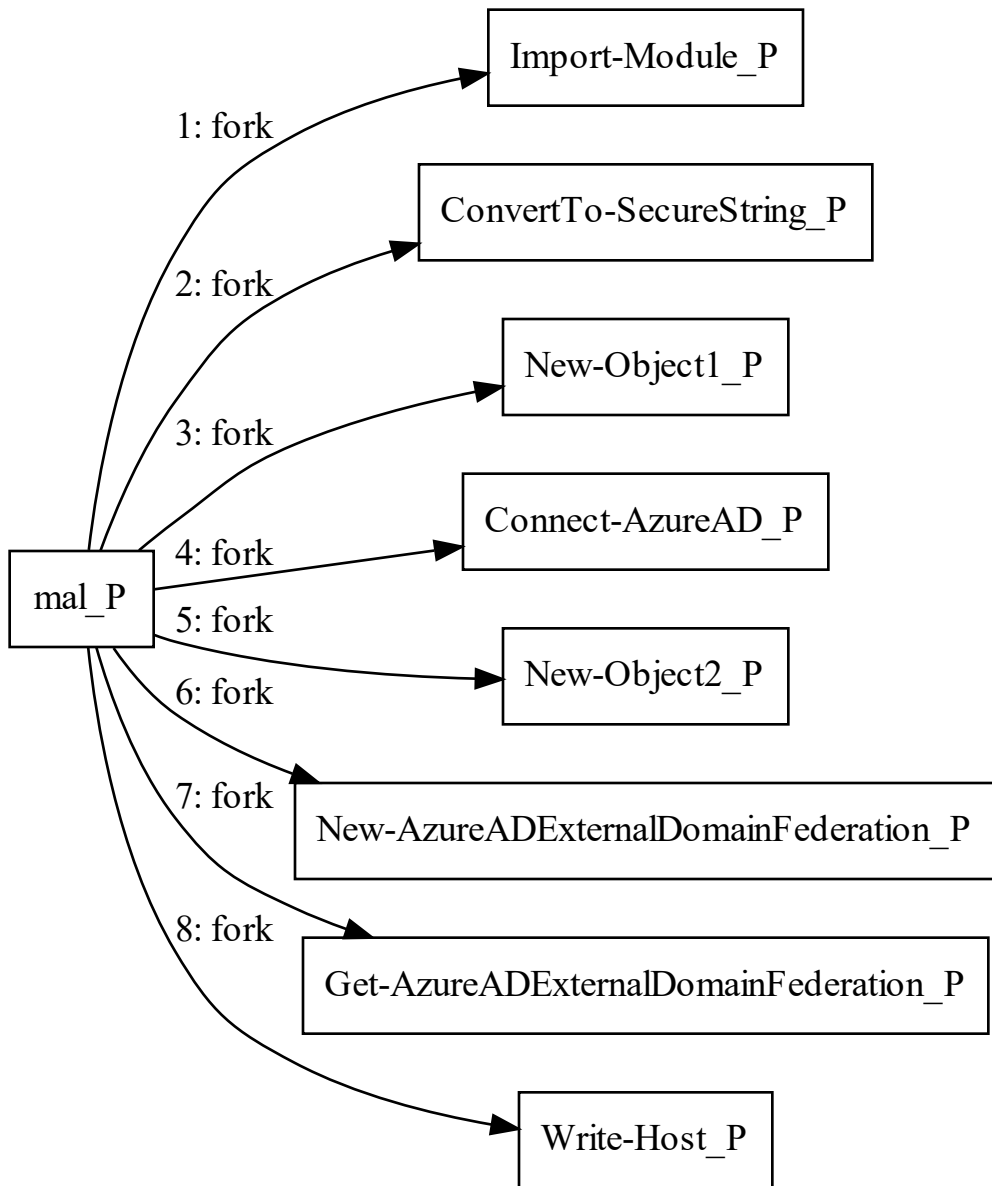 Import-Module_P
1: fork
ConvertTo-SecureString_P
2: fork
New-Object1_P
3: fork
Connect-AzureAD_P
4: fork
mal_P
5: fork
New-Object2_P
6: fork
New-AzureADExternalDomainFederation_P
7: fork
Get-AzureADExternalDomainFederation_P
8: fork
Write-Host_P